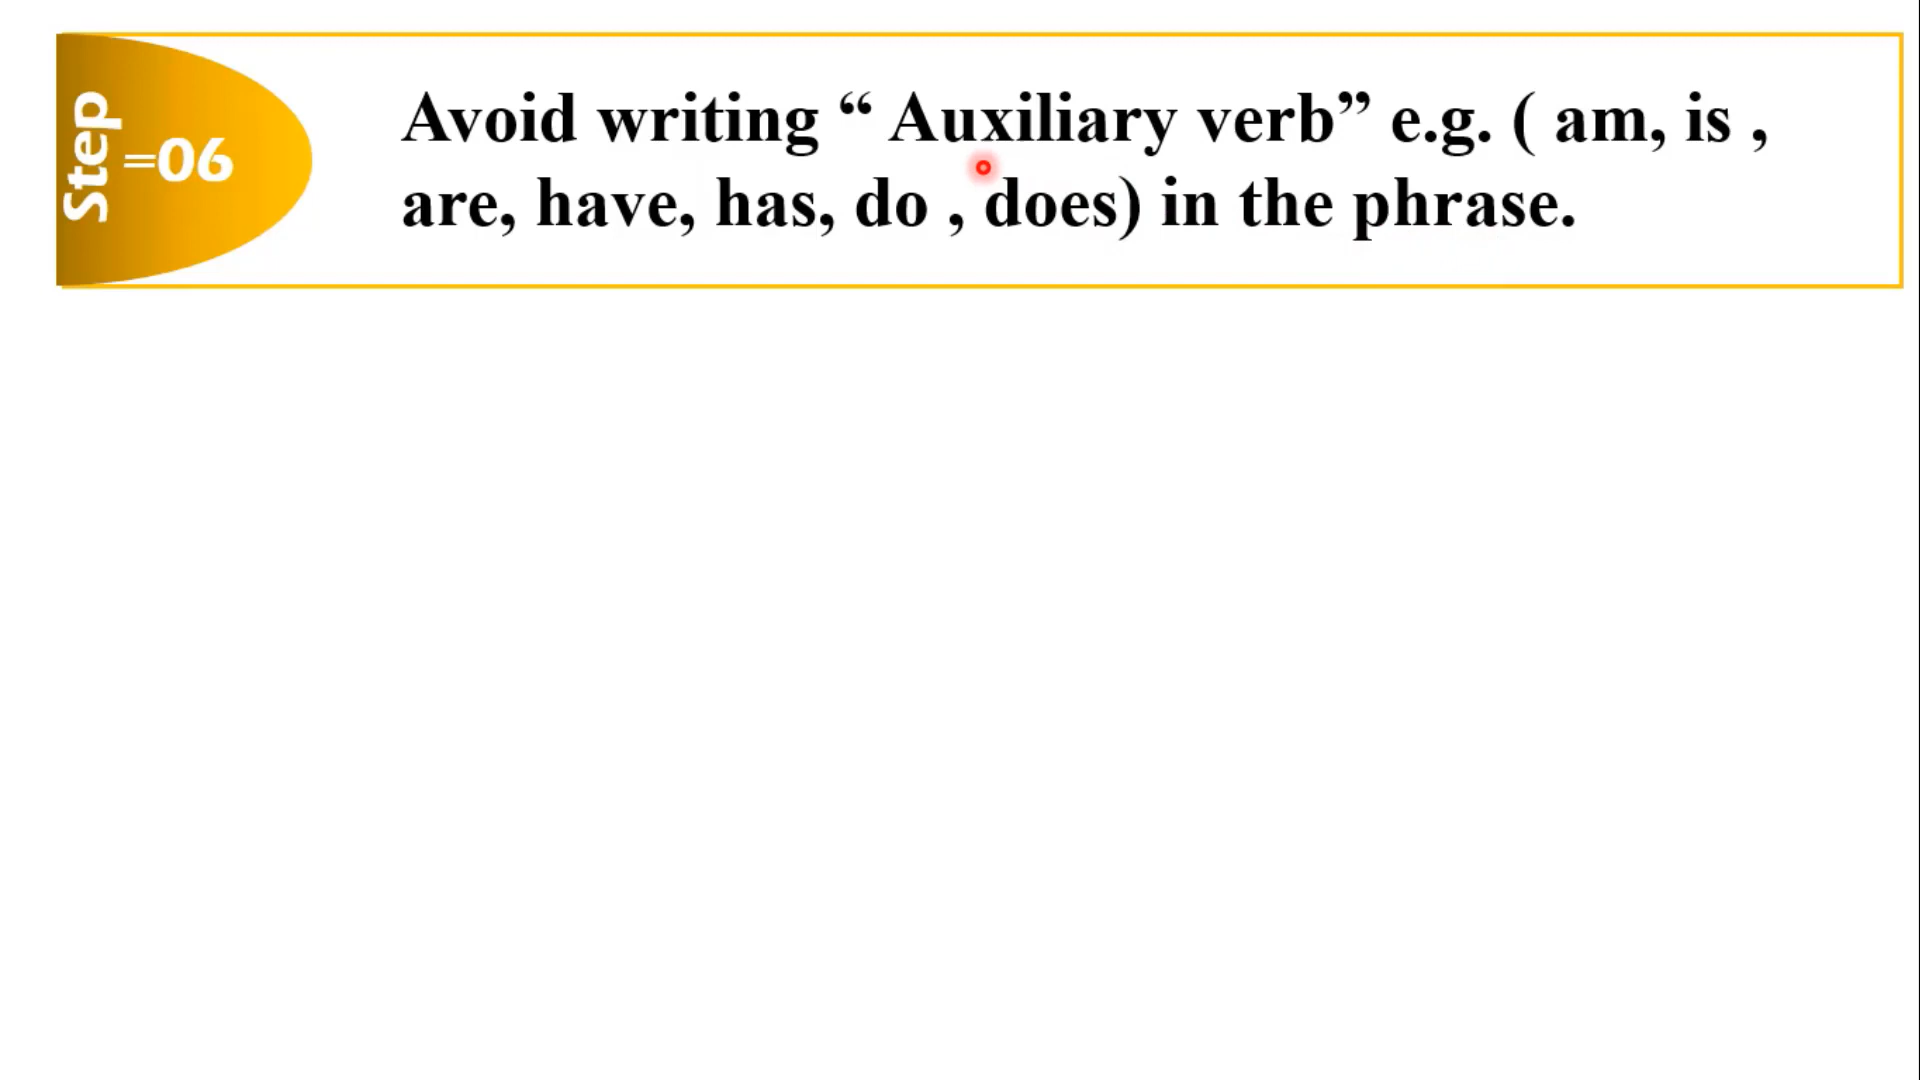 Step
=06
Avoid writing “ Auxiliary verb” e.g. ( am, is ,
are, have, has, do , does) in the phrase.